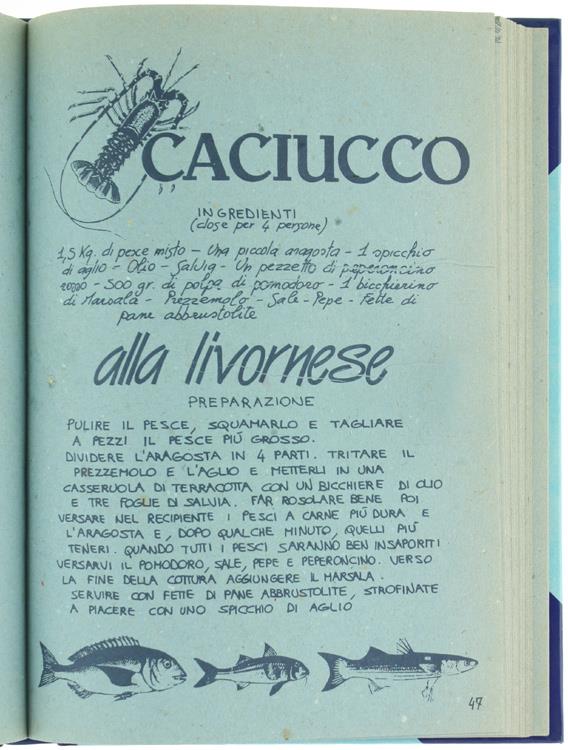 CACIUCCO
INGREDIENTI
(dose per 4 persone)
1,5 Kg. di pesce misto - Una piccola aragosta - 1 spicchio
di aglio - Olio - Salvia - Un pezzetto di peperoncino
rosso - 500 gr. di polpa di pomodoro - 1 bicchierino
di Marsala - Prezzemolo - Sale - Pepe - Fette di
pane abbrustolite
alla livornese
PREPARAZIONE
PULIRE IL PESCE, SQUAMARLO E TAGLIARE
A PEZZI IL PESCE PIÚ GROSSO.
DIVIDERE L'ARAGOSTA IN 4 PARTI. TRITARE IL
PREZZEMOLO E L'AGLIO E METTERLI IN UNA
CASSERUOLA DI TERRACOTTA CON UN BICCHIERE DI OLIO
E TRE FOGLIE DI SALVIA. FAR ROSOLARE BENE POI
VERSARE NEL RECIPIENTE I PESCI A CARNE PIÚ DURA E
L'ARAGOSTA E, DOPO QUALCHE MINUTO, QUELLI PIÚ
TENERI. QUANDO TUTTI I PESCI SARANNO BEN INSAPORITI
VERSARVI IL POMODORO, SALE, PEPE E PEPERONCINO. VERSO
LA FINE DELLA COTTURA AGGIUNGERE IL MARSALA.
SERVIRE CON FETTE DI PANE ABBRUSTOLITE, STROFINATE
A PIACERE CON UNO SPICCHIO DI AGLIO
47